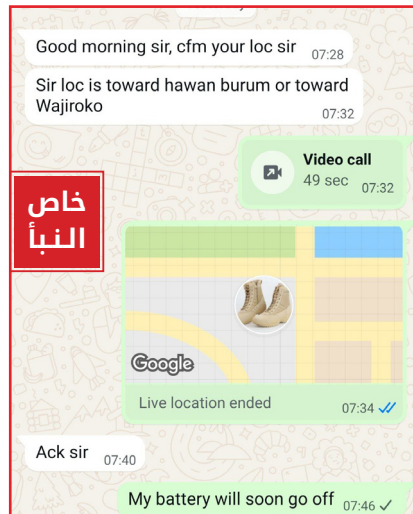 Good morning sir, cfm your loc sir 07:28
Sir loc is toward hawan burum or toward
Wajiroko
07:32
Video call
49 sec 07:32
خاص
النبأ
Google
Live location ended 07:34
Ack sir 07:40
My battery will soon go off 07:46